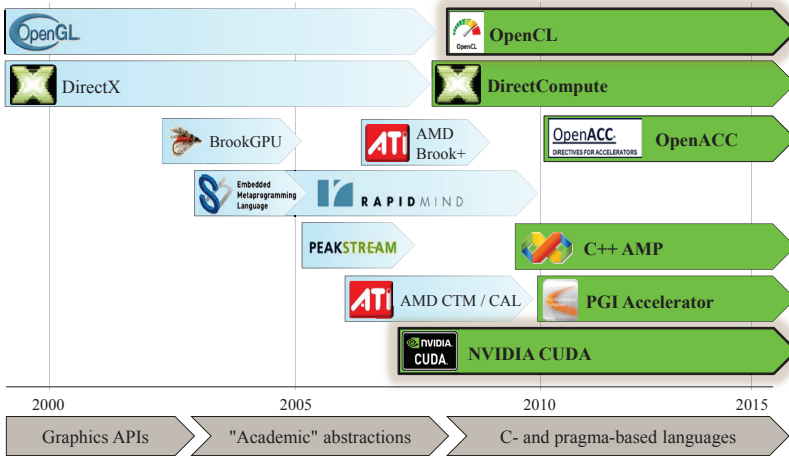 OpenGL.
OpenCL
OpenCL
DirectX
DirectCompute
BrookGPU
ATI
AMD
Brook+
OpenACC.
DIRECTIVES FOR ACCELERATORS
OpenACC
Embedded
Metaprogramming
Language
RAPIDMIND
PEAKSTREAM
C++ AMP
ATI
AMD CTM / CAL
PGI Accelerator
NVIDIA.
CUDA.
NVIDIA CUDA
2000
2005
2010
2015
Graphics APIs
"Academic" abstractions
C- and pragma-based languages